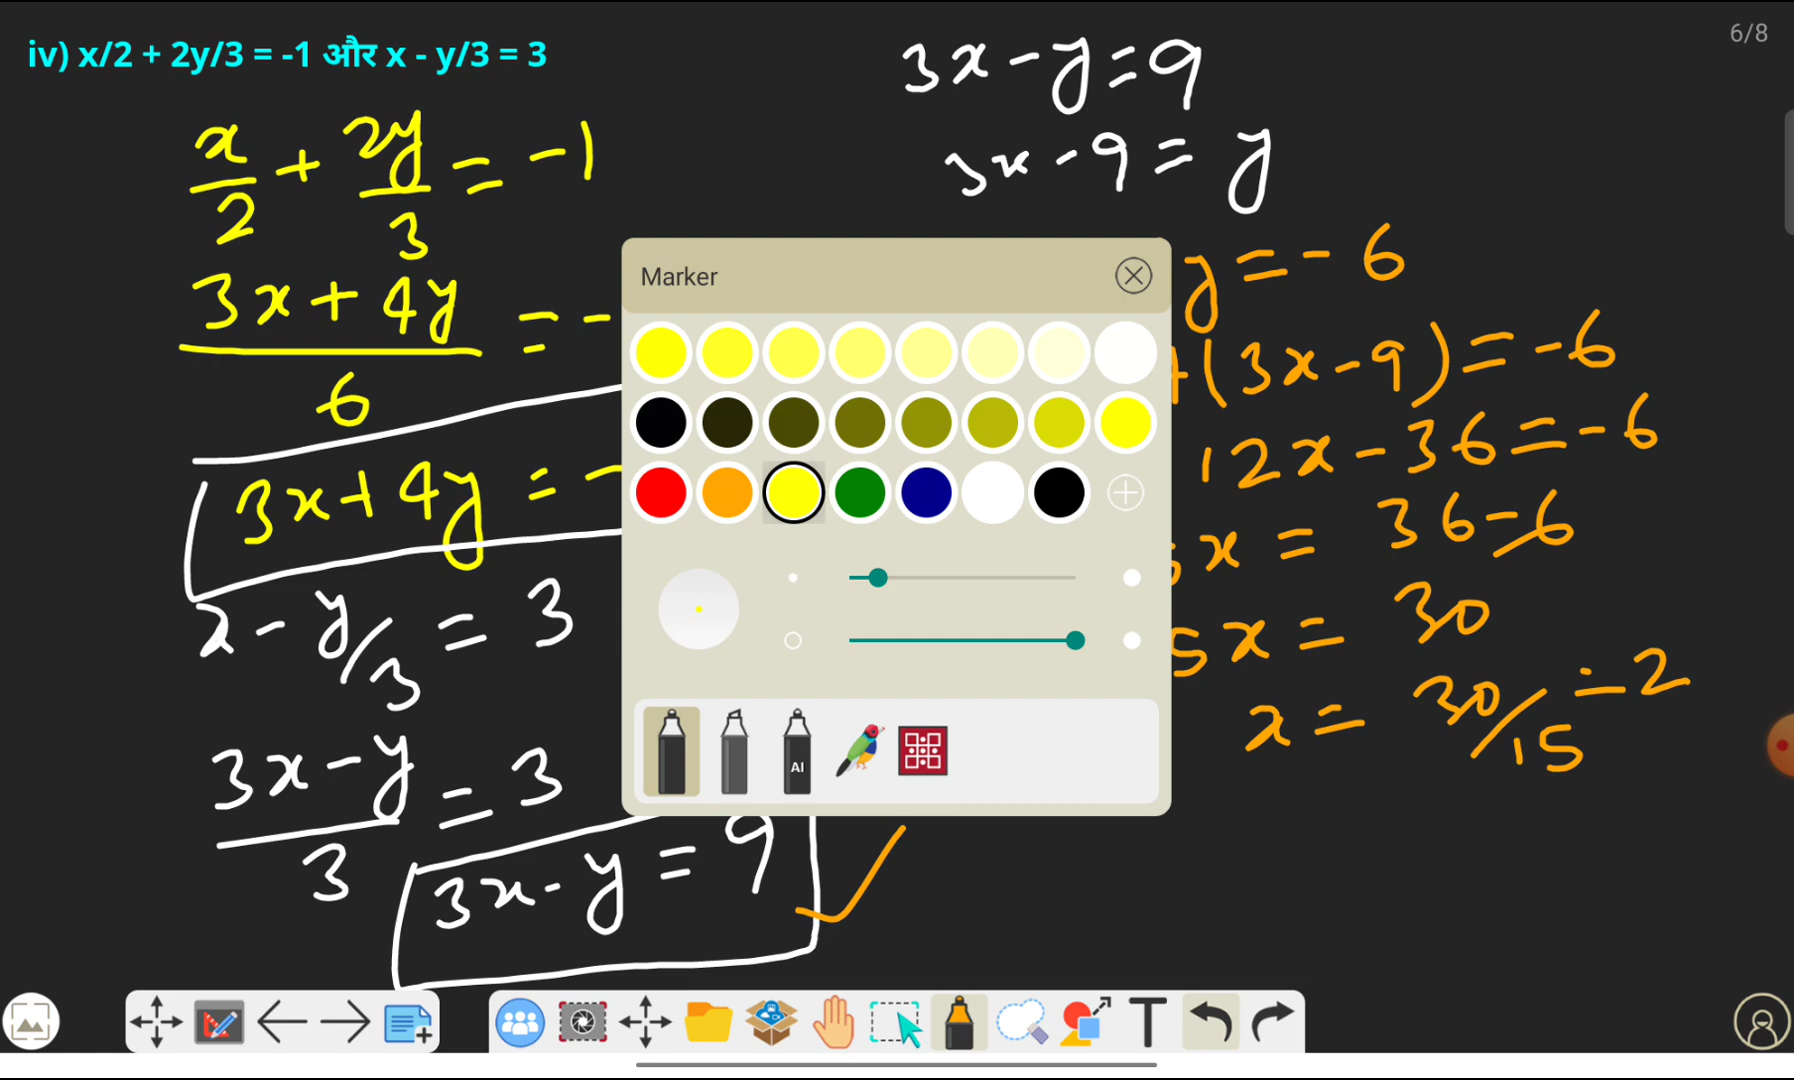 iv) x/2 + 2y/3 = -1 और x - y/3 = 3
6/8
x/2 + 2y/3 = -1
3x + 4y
6
= -
3x + 4y = -
x - y/3 = 3
3x - y
3
= 3
3x - y = 9
3x - y = 9
3x - 9 = y
y = - 6
(3x - 9) = -6
12x - 36 = -6
x = 36 - 6
5x = 30
x = 30/15 = 2
Marker
AI
T